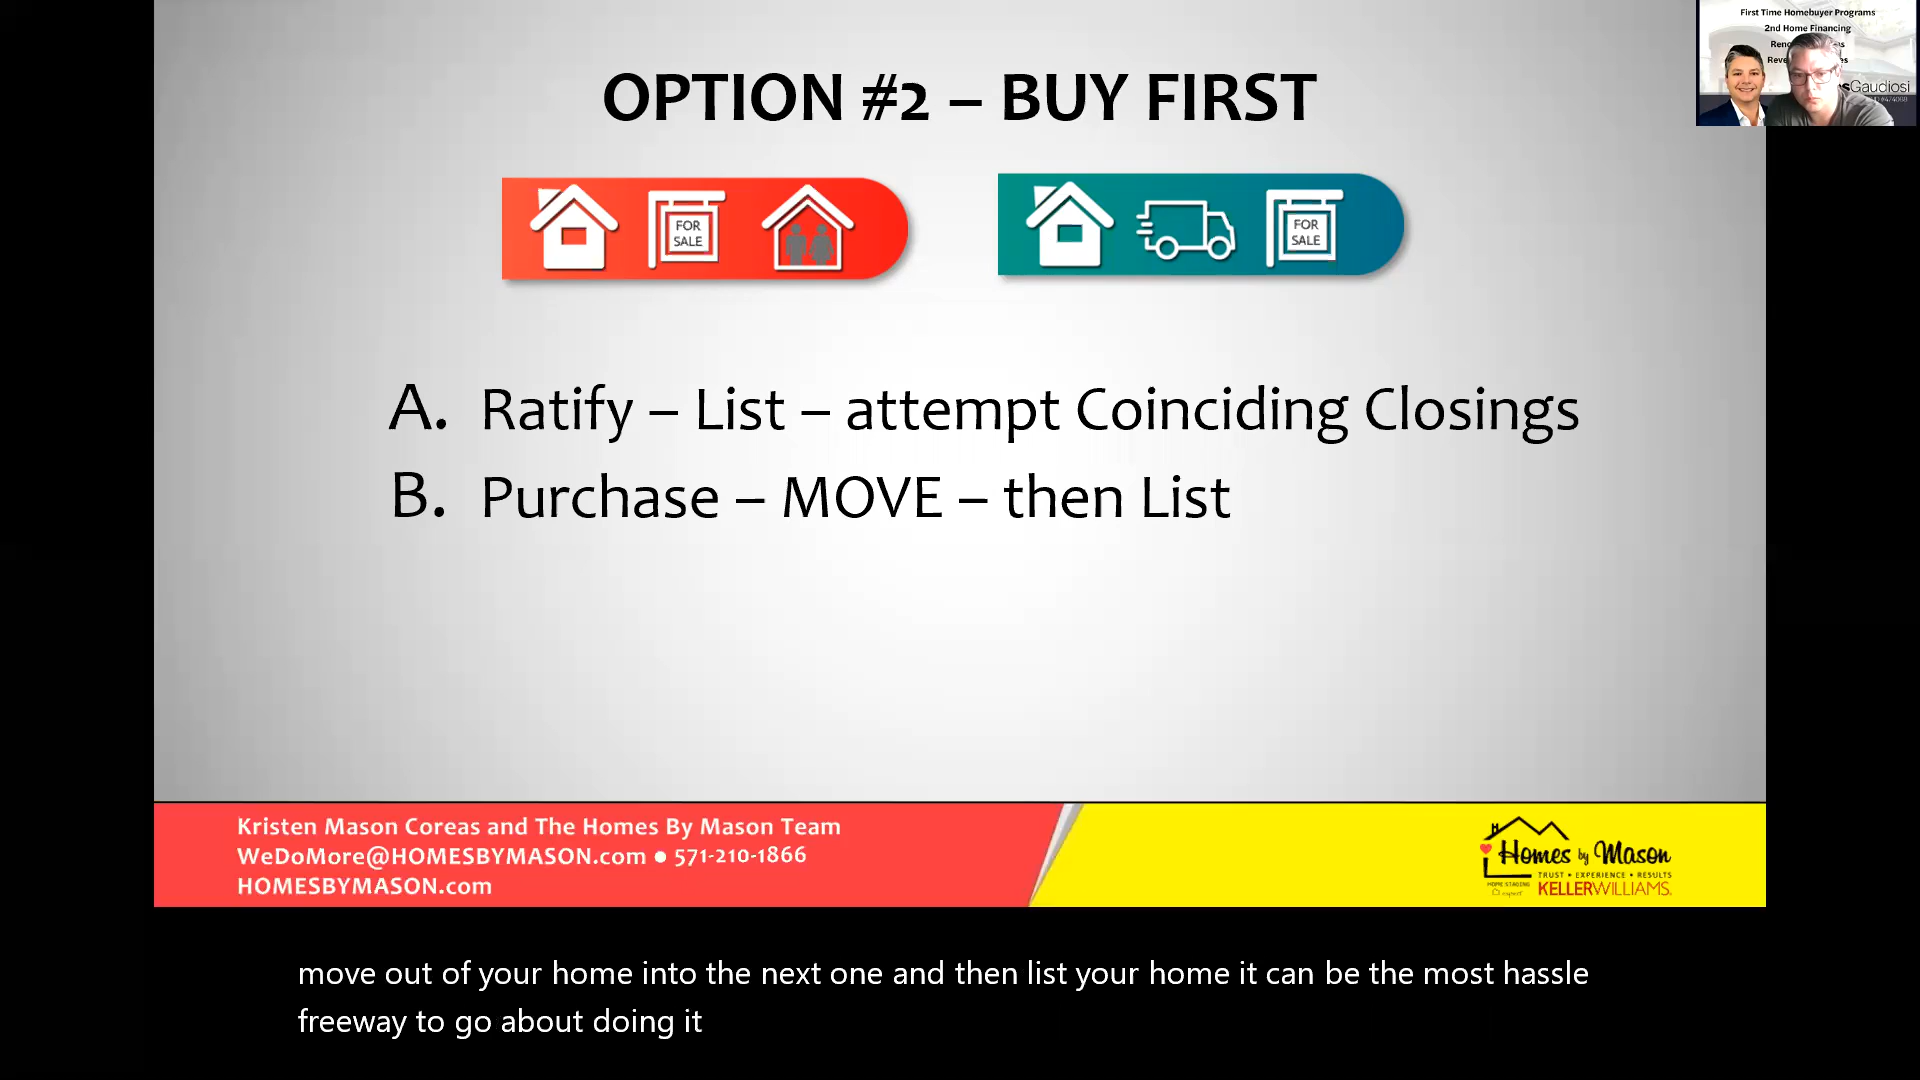 First Time Homebuyer Programs
2nd Home Financing
OPTION #2 – BUY FIRST
Gaudiosi
FOR
SALE
FOR
SALE
A. Ratify – List – attempt Coinciding Closings
B. Purchase – MOVE – then List
Kristen Mason Coreas and The Homes By Mason Team
WeDoMore@HOMESBYMASON.com ● 571-210-1866
HOMESBYMASON.com
Homes by Mason
TRUST • EXPERIENCE • RESULTS
HOME STAGING
KELLERWILLIAMS.
move out of your home into the next one and then list your home it can be the most hassle
freeway to go about doing it